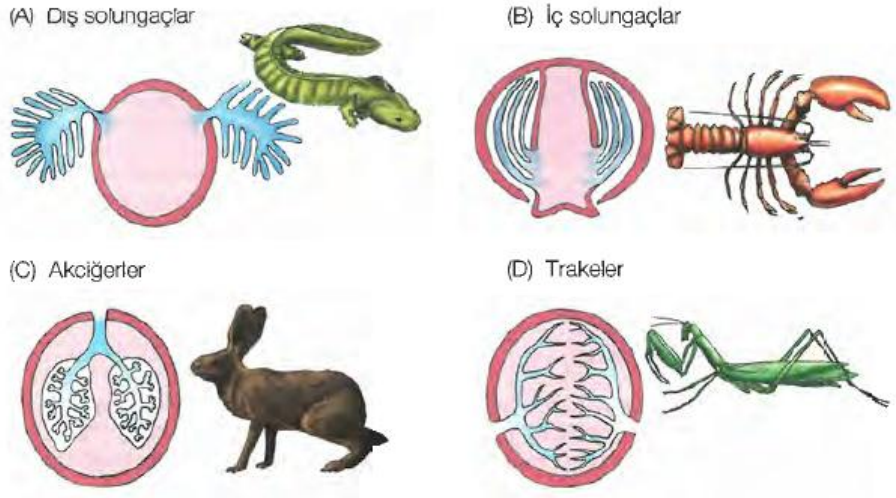 (A) Dış solungaçlar
(B) İç solungaçlar
(C) Akciğerler
(D) Trakeler